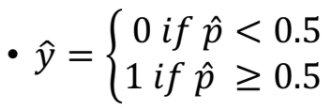 • ŷ = { 0 if p̂ < 0.5
1 if p̂ ≥ 0.5